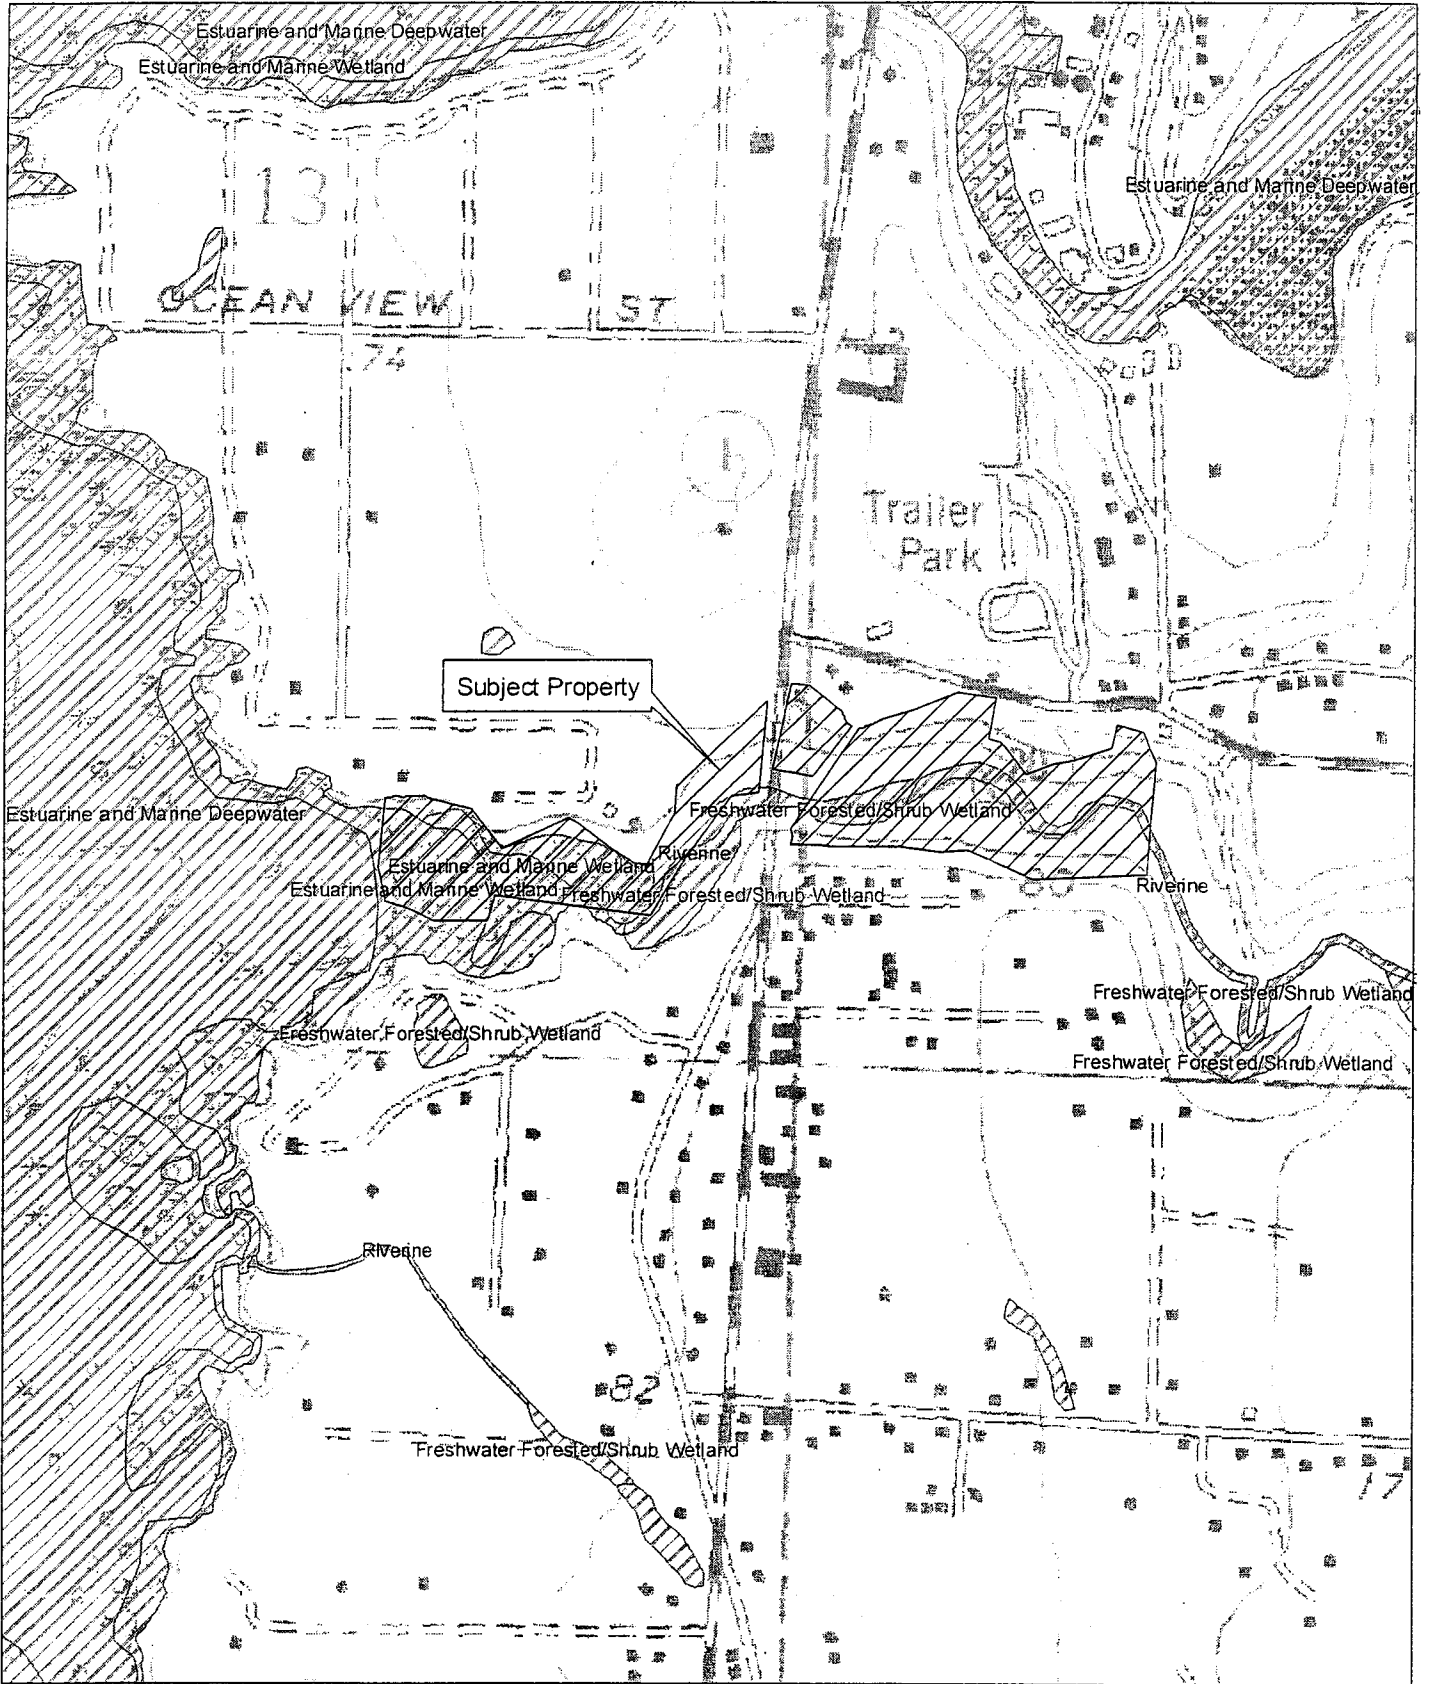 Estuarine and Marine Deepwater
Estuarine and Marine Wetland
13
Estuarine and Marine Deepwater
OCEAN VIEW ST
74
Trailer
Park
Subject Property
Estuarine and Marine Deepwater
Freshwater Forested/Shrub Wetland
Riverine
Estuarine and Marine Wetland
Estuarine and Marine Wetland
Freshwater Forested/Shrub Wetland
Riverine
Freshwater Forested/Shrub Wetland
Freshwater Forested/Shrub Wetland
Freshwater Forested/Shrub Wetland
Riverine
82
Freshwater Forested/Shrub Wetland
17